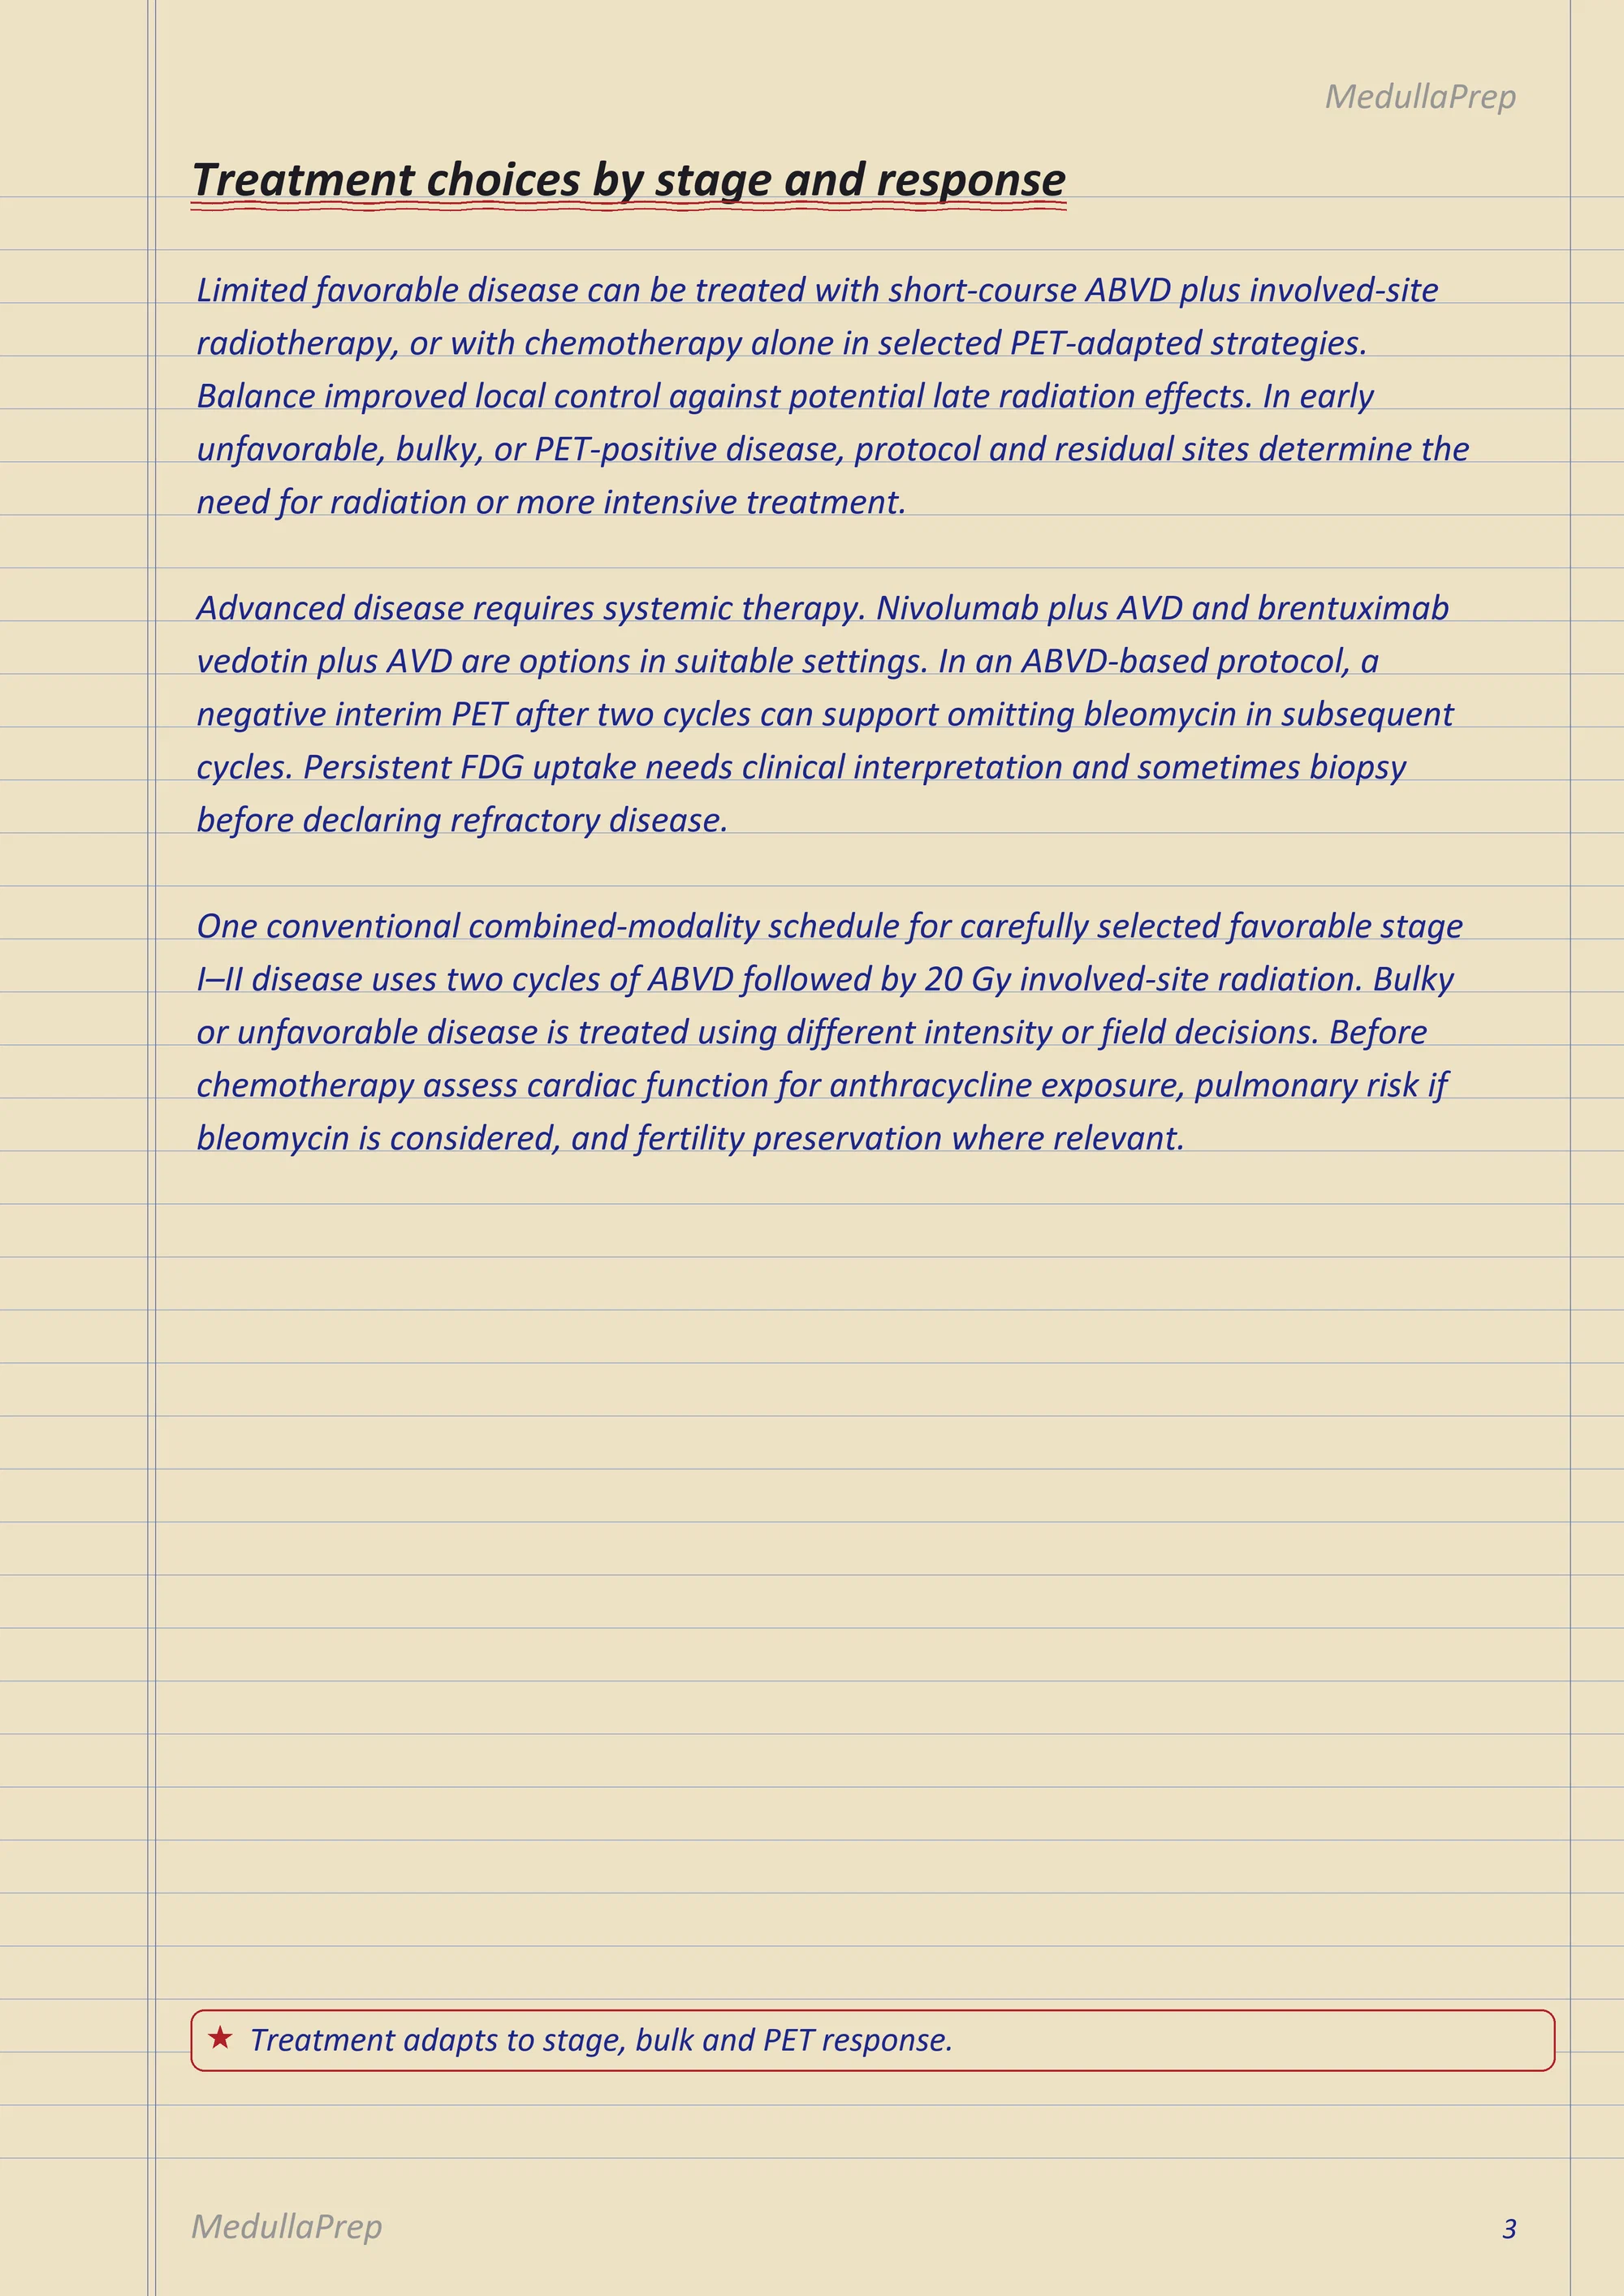 MedullaPrep
Treatment choices by stage and response
Limited favorable disease can be treated with short-course ABVD plus involved-site
radiotherapy, or with chemotherapy alone in selected PET-adapted strategies.
Balance improved local control against potential late radiation effects. In early
unfavorable, bulky, or PET-positive disease, protocol and residual sites determine the
need for radiation or more intensive treatment.
Advanced disease requires systemic therapy. Nivolumab plus AVD and brentuximab
vedotin plus AVD are options in suitable settings. In an ABVD-based protocol, a
negative interim PET after two cycles can support omitting bleomycin in subsequent
cycles. Persistent FDG uptake needs clinical interpretation and sometimes biopsy
before declaring refractory disease.
One conventional combined-modality schedule for carefully selected favorable stage
I–II disease uses two cycles of ABVD followed by 20 Gy involved-site radiation. Bulky
or unfavorable disease is treated using different intensity or field decisions. Before
chemotherapy assess cardiac function for anthracycline exposure, pulmonary risk if
bleomycin is considered, and fertility preservation where relevant.
★ Treatment adapts to stage, bulk and PET response.
MedullaPrep
3